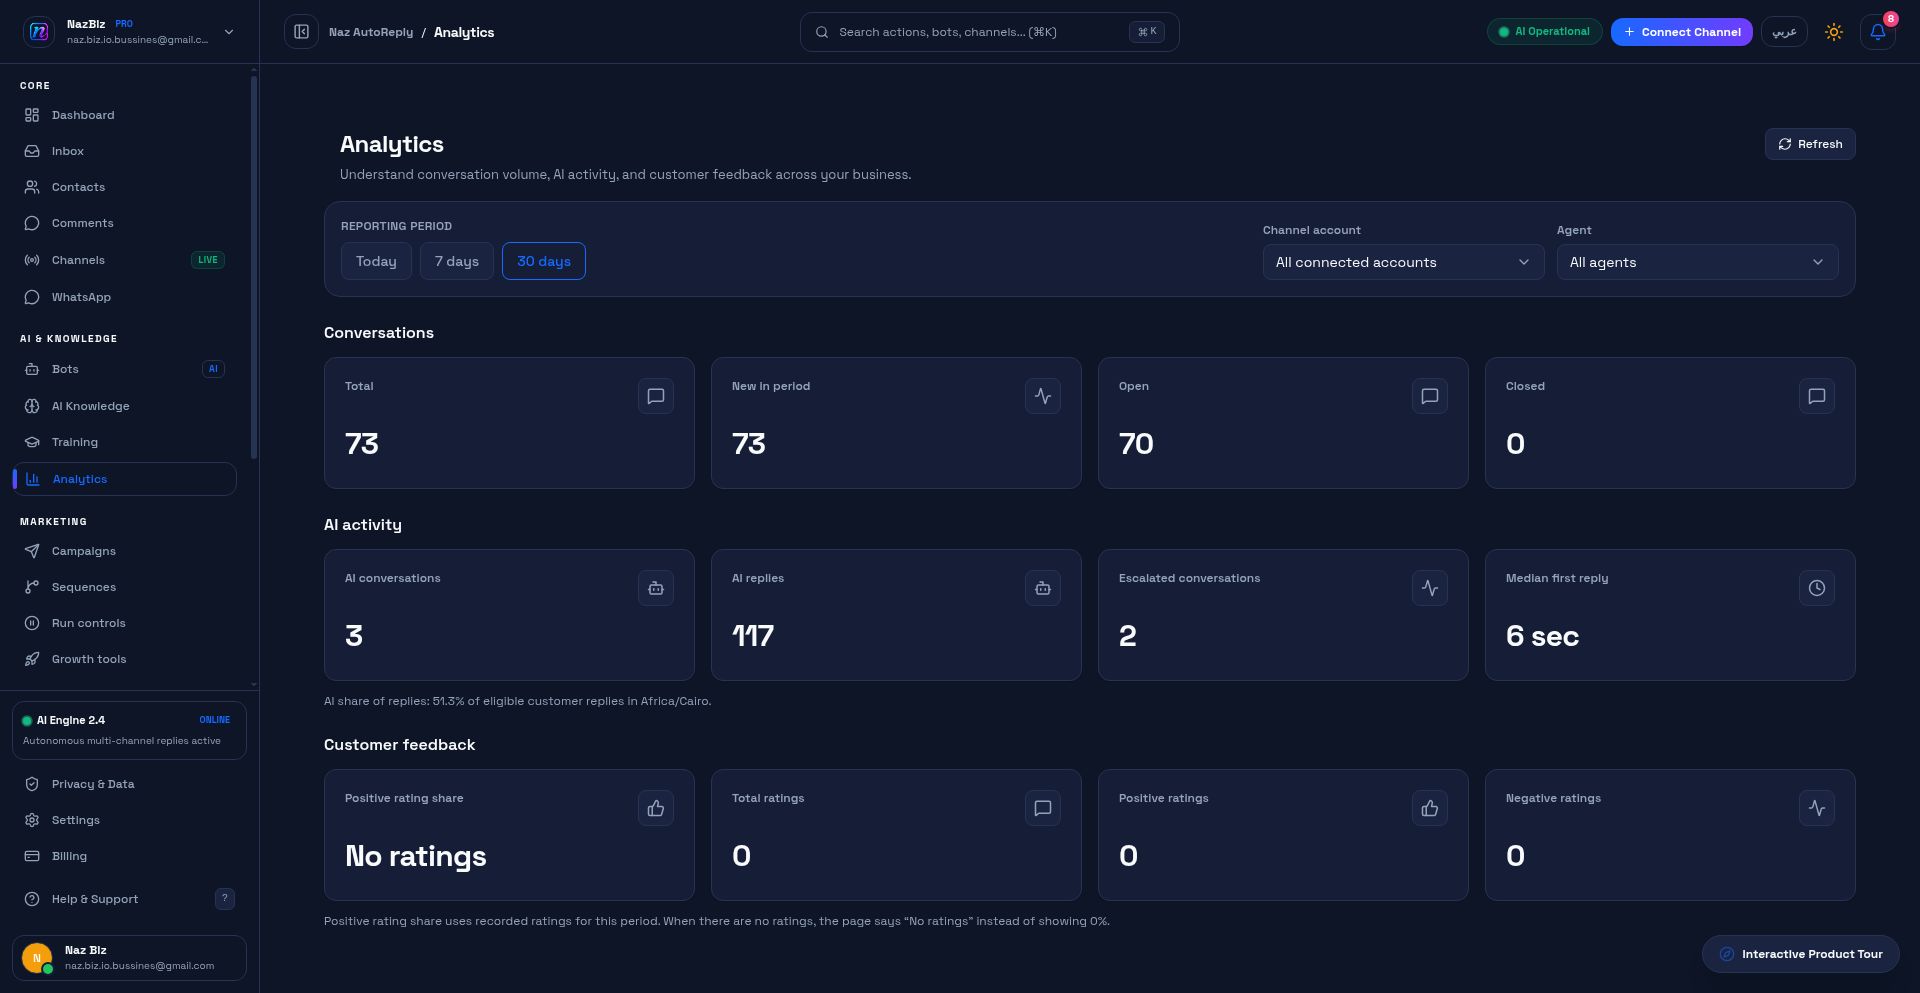 NazBiz PRO
naz.biz.io.bussines@gmail.c...
Naz AutoReply / Analytics
Search actions, bots, channels... (⌘K)
⌘ K
AI Operational
+ Connect Channel
عربي
8
CORE
Dashboard
Inbox
Contacts
Comments
Channels LIVE
WhatsApp
AI & KNOWLEDGE
Bots AI
AI Knowledge
Training
Analytics
MARKETING
Campaigns
Sequences
Run controls
Growth tools
AI Engine 2.4 ONLINE
Autonomous multi-channel replies active
Privacy & Data
Settings
Billing
Help & Support ?
N
Naz Biz
naz.biz.io.bussines@gmail.com
Analytics
Refresh
Understand conversation volume, AI activity, and customer feedback across your business.
REPORTING PERIOD
Today 7 days 30 days
Channel account
All connected accounts
Agent
All agents
Conversations
Total
73
New in period
73
Open
70
Closed
0
AI activity
AI conversations
3
AI replies
117
Escalated conversations
2
Median first reply
6 sec
AI share of replies: 51.3% of eligible customer replies in Africa/Cairo.
Customer feedback
Positive rating share
No ratings
Total ratings
0
Positive ratings
0
Negative ratings
0
Positive rating share uses recorded ratings for this period. When there are no ratings, the page says “No ratings” instead of showing 0%.
Interactive Product Tour